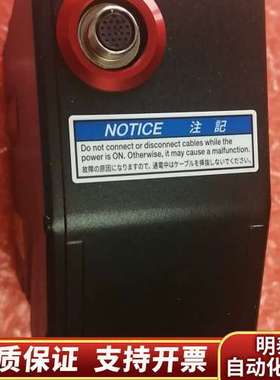 NOTICE 注 記
Do not connect or disconnect cables while the
power is ON. Otherwise, it may cause a malfunction.
故障の原因になりますので、通電中はケーブルを挿抜しないでください。
质保证 支持开票
明
自动化